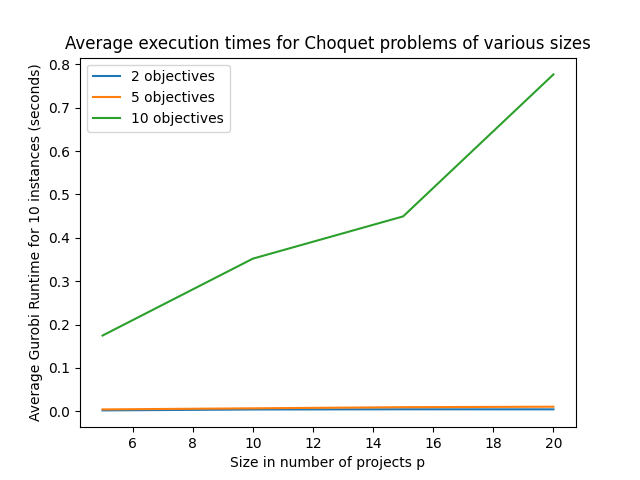 Average execution times for Choquet problems of various sizes
2 objectives
5 objectives
10 objectives
Average Gurobi Runtime for 10 instances (seconds)
0.8
0.7
0.6
0.5
0.4
0.3
0.2
0.1
0.0
6 8 10 12 14 16 18 20
Size in number of projects p